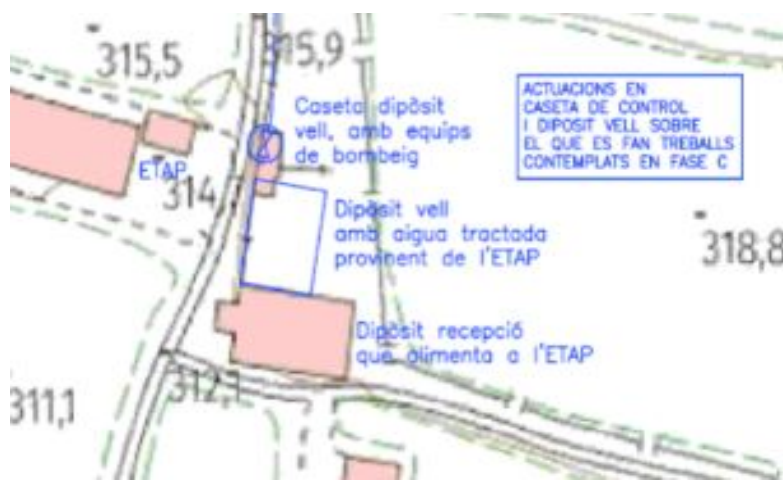 315,5
315,9
Caseta dipòsit
vell, amb equips
de bombeig
ACTUACIONS EN
CASETA DE CONTROL
I DIPOSIT VELL SOBRE
EL QUE ES FAN TREBALLS
CONTEMPLATS EN FASE C
ETAP
314
Dipòsit vell
amb aigua tractada
provinent de l'ETAP
318,8
Dipòsit recepció
que alimenta a l'ETAP
312,1
311,1